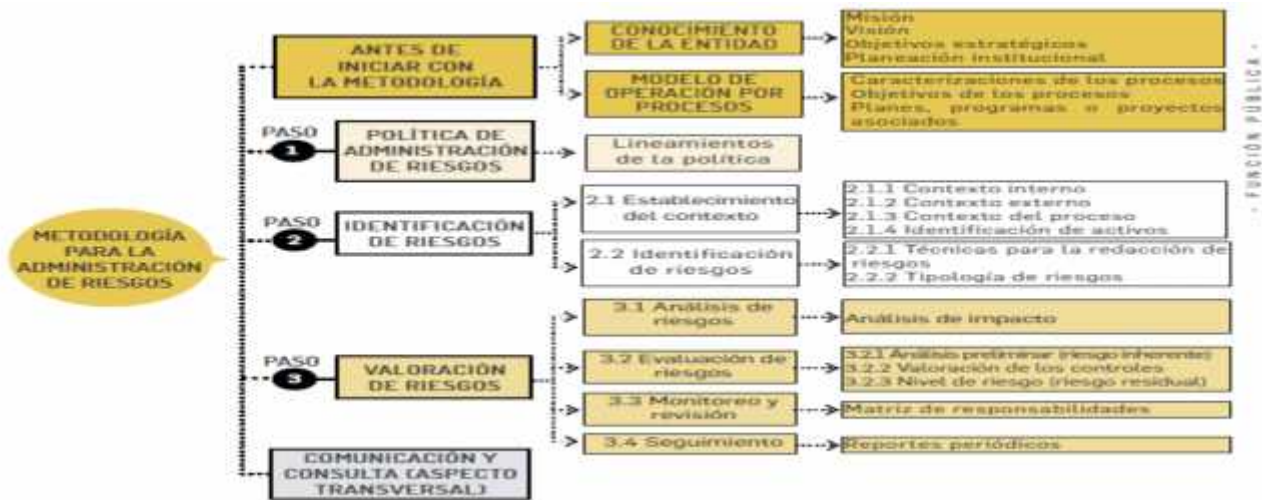 METODOLOGÍA
PARA LA
ADMINISTRACIÓN
DE RIESGOS
ANTES DE
INICIAR CON
LA METODOLOGÍA
CONOCIMIENTO
DE LA ENTIDAD
Misión
Visión
Objetivos estratégicos
Planeación institucional
MODELO DE
OPERACIÓN POR
PROCESOS
Caracterizaciones de los procesos
Objetivos de los procesos
Planes, programas o proyectos
asociados
PASO
1
POLÍTICA DE
ADMINISTRACIÓN
DE RIESGOS
Lineamientos
de la política
PASO
2
IDENTIFICACIÓN
DE RIESGOS
2.1 Establecimiento
del contexto
2.1.1 Contexto interno
2.1.2 Contexto externo
2.1.3 Contexto del proceso
2.1.4 Identificación de activos
2.2 Identificación
de riesgos
2.2.1 Técnicas para la redacción de
riesgos
2.2.2 Tipología de riesgos
PASO
3
VALORACIÓN
DE RIESGOS
3.1 Análisis de
riesgos
Análisis de impacto
3.2 Evaluación de
riesgos
3.2.1 Análisis preliminar (riesgo inherente)
3.2.2 Valoración de los controles
3.2.3 Nivel de riesgo (riesgo residual)
3.3 Monitoreo y
revisión
Matriz de responsabilidades
3.4 Seguimiento
Reportes periódicos
COMUNICACIÓN Y
CONSULTA (ASPECTO
TRANSVERSAL)
- FUNCIÓN PÚBLICA -